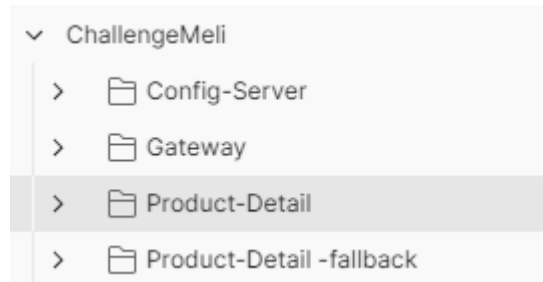 ChallengeMeli
Config-Server
Gateway
Product-Detail
Product-Detail -fallback